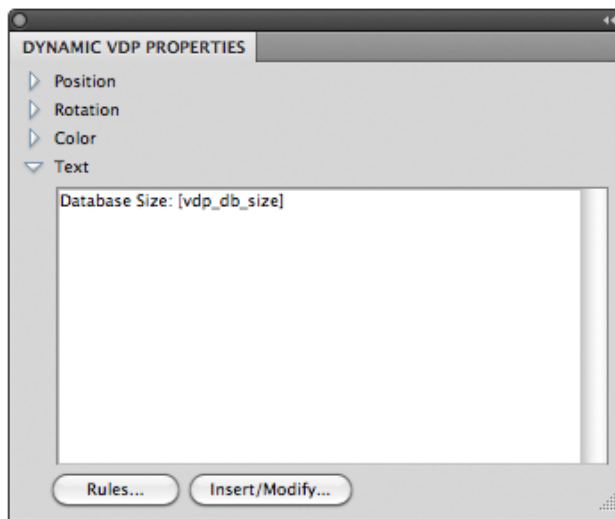 DYNAMIC VDP PROPERTIES
Position
Rotation
Color
Text
Database Size: [vdp_db_size]
Rules... Insert/Modify...